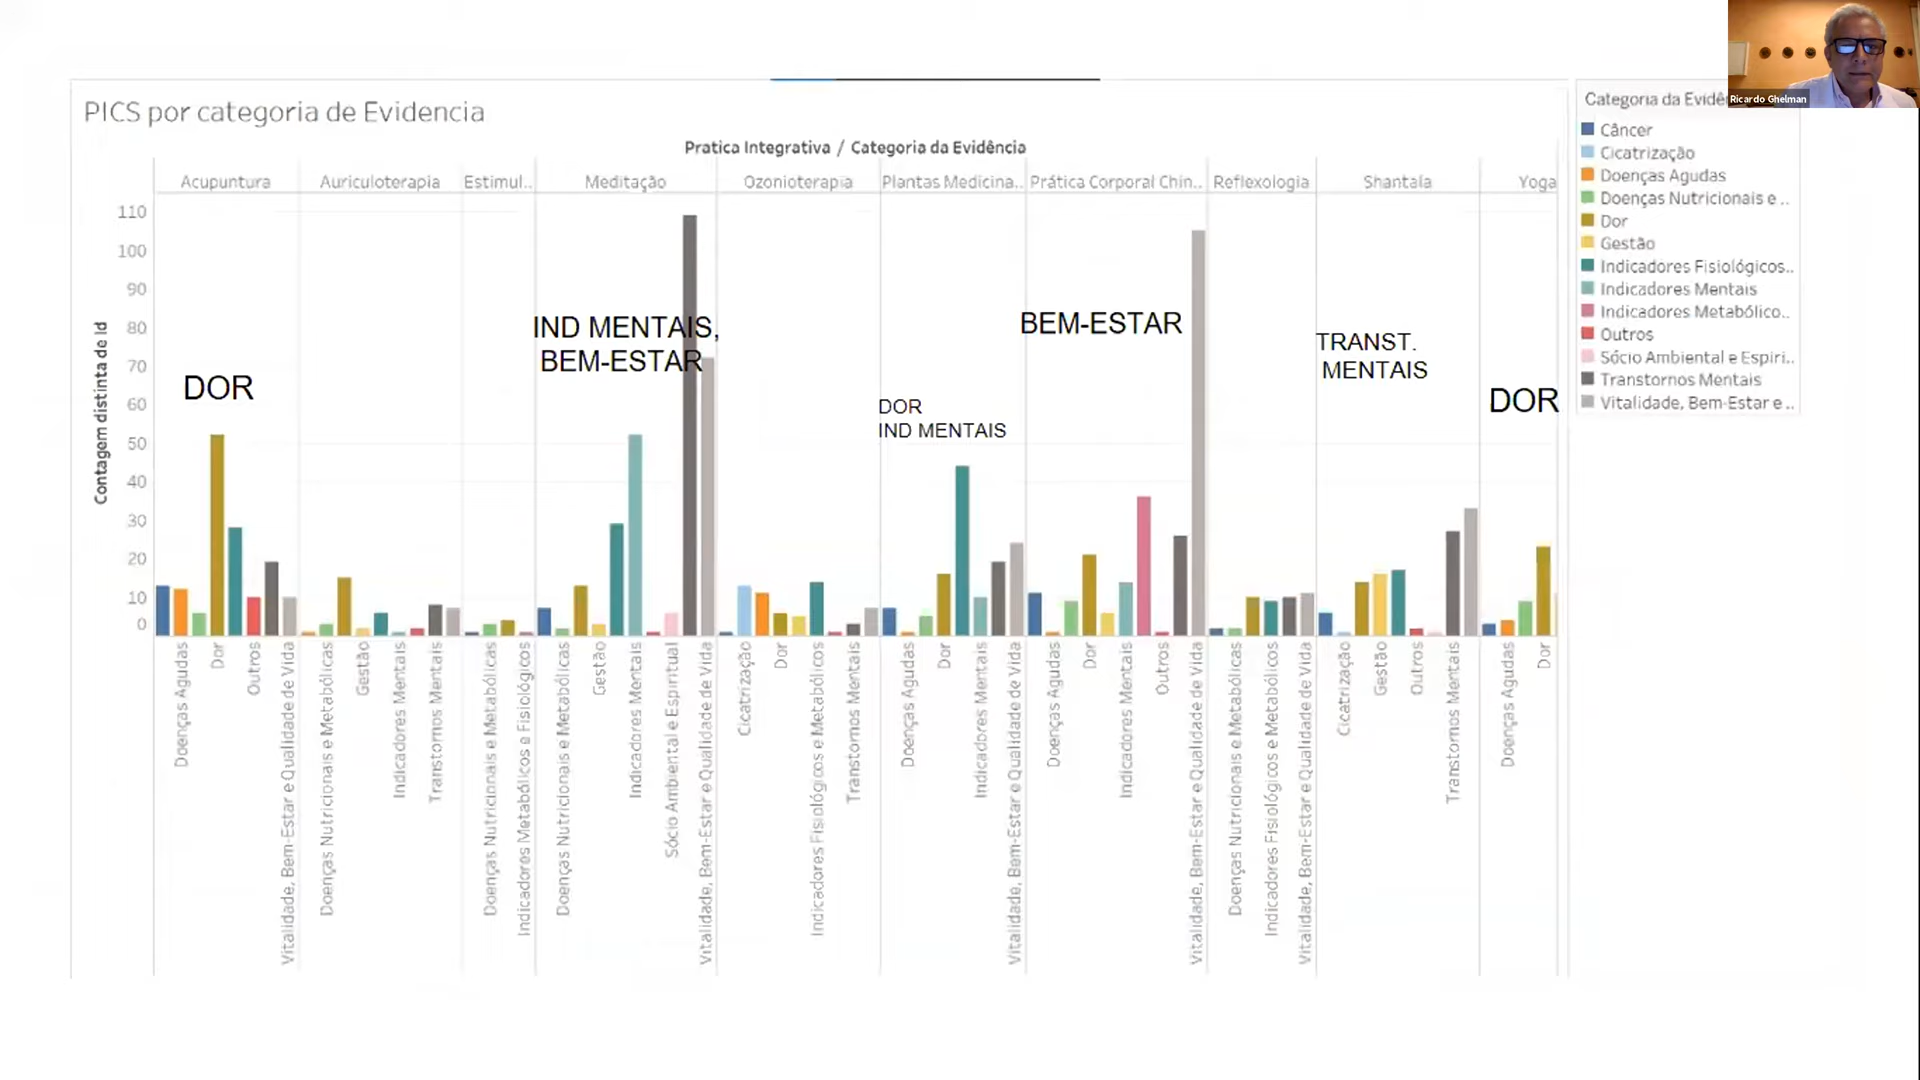 Ricardo Ghelman
PICS por categoria de Evidencia
Pratica Integrativa / Categoria da Evidência
Acupuntura
Auriculoterapia
Estimul..
Meditação
Ozonioterapia
Plantas Medicina..
Prática Corporal Chin..
Reflexologia
Shantala
Yoga
Contagem distinta de Id
110
100
90
80
70
60
50
40
30
20
10
0
DOR
IND MENTAIS,
BEM-ESTAR
DOR
IND MENTAIS
BEM-ESTAR
TRANST.
MENTAIS
DOR
Doenças Agudas
Dor
Outros
Vitalidade, Bem-Estar e Qualidade de Vida
Doenças Nutricionais e Metabólicas
Gestão
Indicadores Mentais
Transtornos Mentais
Doenças Nutricionais e Metabólicas
Indicadores Metabólicos e Fisiológicos
Doenças Nutricionais e Metabólicas
Gestão
Indicadores Mentais
Sócio Ambiental e Espiritual
Vitalidade, Bem-Estar e Qualidade de Vida
Cicatrização
Dor
Indicadores Fisiológicos e Metabólicos
Transtornos Mentais
Doenças Agudas
Dor
Indicadores Mentais
Vitalidade, Bem-Estar e Qualidade de Vida
Doenças Agudas
Dor
Indicadores Mentais
Outros
Vitalidade, Bem-Estar e Qualidade de Vida
Doenças Nutricionais e Metabólicas
Indicadores Fisiológicos e Metabólicos
Vitalidade, Bem-Estar e Qualidade de Vida
Cicatrização
Gestão
Outros
Transtornos Mentais
Doenças Agudas
Dor
Categoria da
Câncer
Cicatrização
Doenças Agudas
Doenças Nutricionais e ..
Dor
Gestão
Indicadores Fisiológicos..
Indicadores Mentais
Indicadores Metabólico..
Outros
Sócio Ambiental e Espiri..
Transtornos Mentais
Vitalidade, Bem-Estar e ..